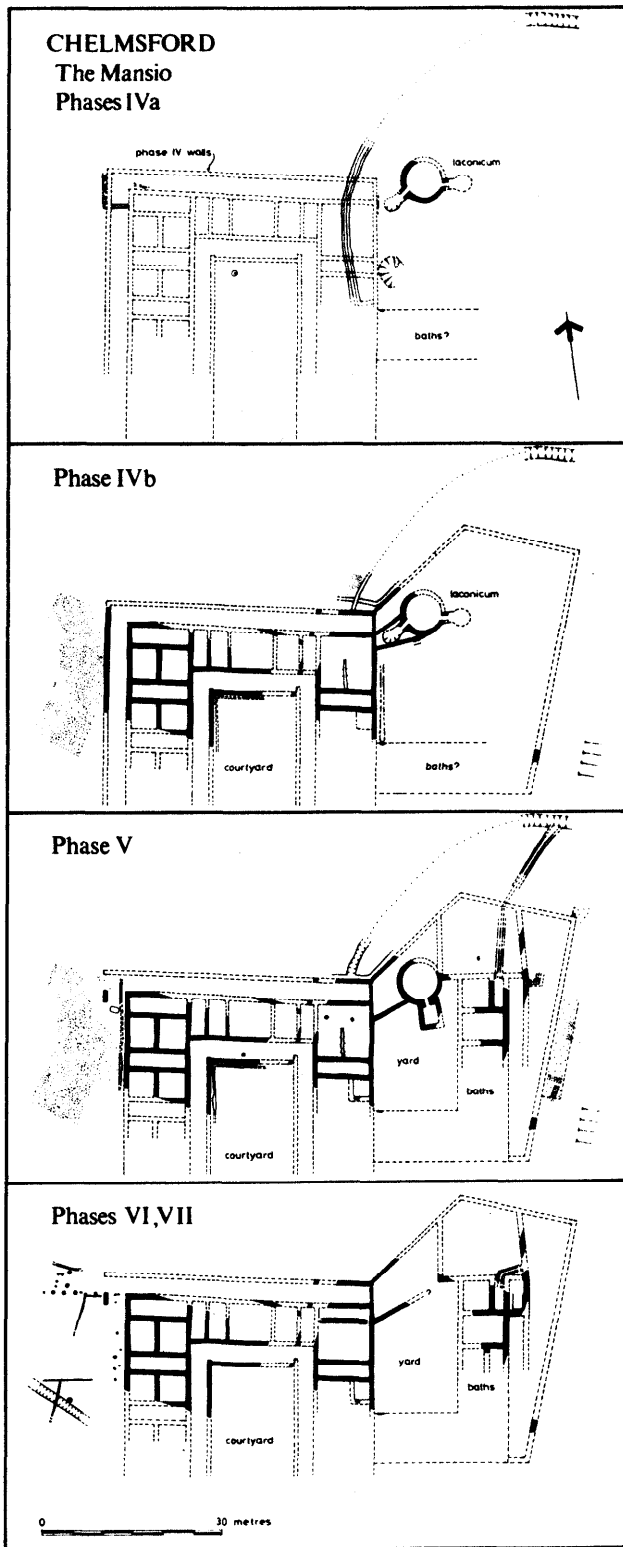 CHELMSFORD
The Mansio
Phases IVa
phase IV walls
laconicum
baths?
Phase IVb
laconicum
courtyard
baths?
Phase V
yard
baths
courtyard
Phases VI,VII
yard
baths
courtyard
0 30 metres